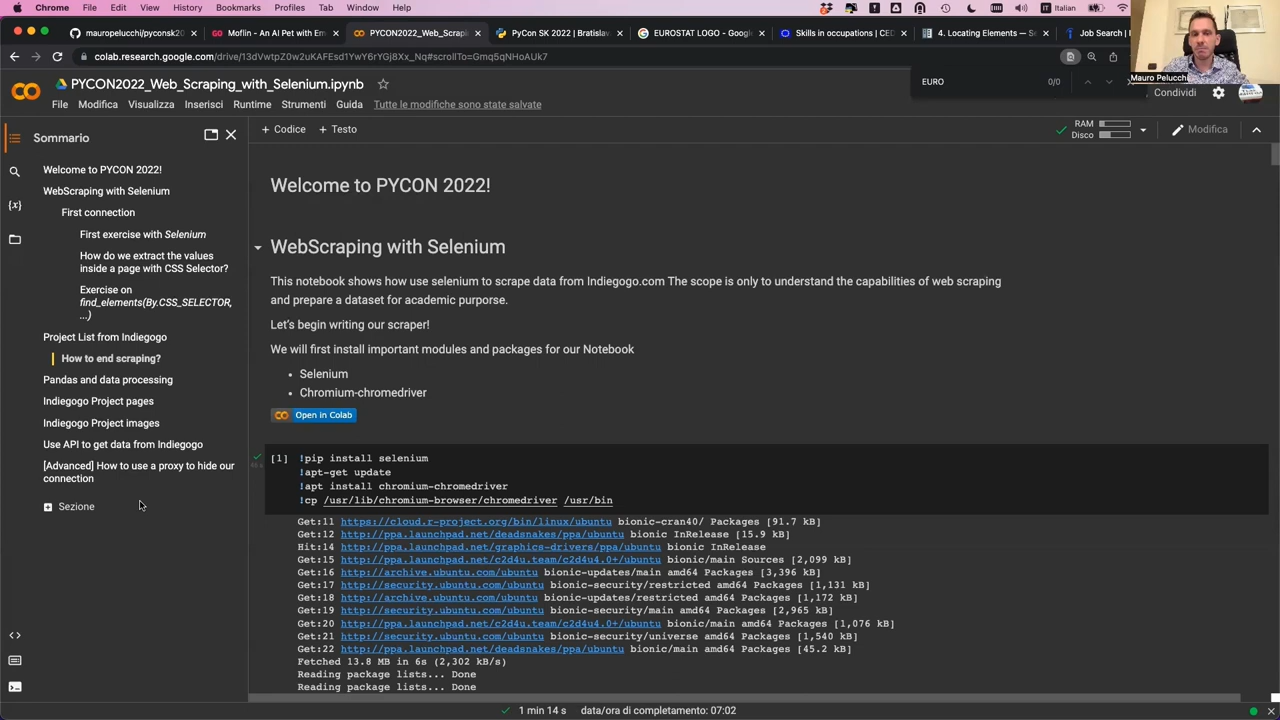 Chrome File Edit View History Bookmarks Profiles Tab Window Help Italian
mauropelucchi/pyconsk20 Moflin - An AI Pet with Em PYCON2022_Web_Scrapi PyCon SK 2022 | Bratislav EUROSTAT LOGO - Google Skills in occupations | CED 4. Locating Elements — Se Job Search | I
colab.research.google.com/drive/13dVwtpZ0w2uKAFEsd1YwY6rYGj8Xx_Nq#scrollTo=Gmq5qNHoAUk7
EURO 0/0
Mauro Pelucchi
PYCON2022_Web_Scraping_with_Selenium.ipynb
File Modifica Visualizza Inserisci Runtime Strumenti Guida Tutte le modifiche sono state salvate
Condividi
Sommario
+ Codice + Testo
RAM
Disco
Modifica
Welcome to PYCON 2022!
WebScraping with Selenium
First connection
First exercise with Selenium
How do we extract the values
inside a page with CSS Selector?
Exercise on
find_elements(By.CSS_SELECTOR,
...)
Project List from Indiegogo
How to end scraping?
Pandas and data processing
Indiegogo Project pages
Indiegogo Project images
Use API to get data from Indiegogo
[Advanced] How to use a proxy to hide our
connection
Sezione
Welcome to PYCON 2022!
WebScraping with Selenium
This notebook shows how use selenium to scrape data from Indiegogo.com The scope is only to understand the capabilities of web scraping
and prepare a dataset for academic purporse.
Let's begin writing our scraper!
We will first install important modules and packages for our Notebook
• Selenium
• Chromium-chromedriver
Open in Colab
[1] !pip install selenium
!apt-get update
!apt install chromium-chromedriver
!cp /usr/lib/chromium-browser/chromedriver /usr/bin
Get:11 https://cloud.r-project.org/bin/linux/ubuntu bionic-cran40/ Packages [91.7 kB]
Get:12 http://ppa.launchpad.net/deadsnakes/ppa/ubuntu bionic InRelease [15.9 kB]
Hit:14 http://ppa.launchpad.net/graphics-drivers/ppa/ubuntu bionic InRelease
Get:15 http://ppa.launchpad.net/c2d4u.team/c2d4u4.0+/ubuntu bionic/main Sources [2,099 kB]
Get:16 http://archive.ubuntu.com/ubuntu bionic-updates/main amd64 Packages [3,396 kB]
Get:17 http://security.ubuntu.com/ubuntu bionic-security/restricted amd64 Packages [1,131 kB]
Get:18 http://archive.ubuntu.com/ubuntu bionic-updates/restricted amd64 Packages [1,172 kB]
Get:19 http://security.ubuntu.com/ubuntu bionic-security/main amd64 Packages [2,965 kB]
Get:20 http://ppa.launchpad.net/c2d4u.team/c2d4u4.0+/ubuntu bionic/main amd64 Packages [1,076 kB]
Get:21 http://security.ubuntu.com/ubuntu bionic-security/universe amd64 Packages [1,540 kB]
Get:22 http://ppa.launchpad.net/deadsnakes/ppa/ubuntu bionic/main amd64 Packages [45.2 kB]
Fetched 13.8 MB in 6s (2,302 kB/s)
Reading package lists... Done
Reading package lists... Done
1 min 14 s data/ora di completamento: 07:02